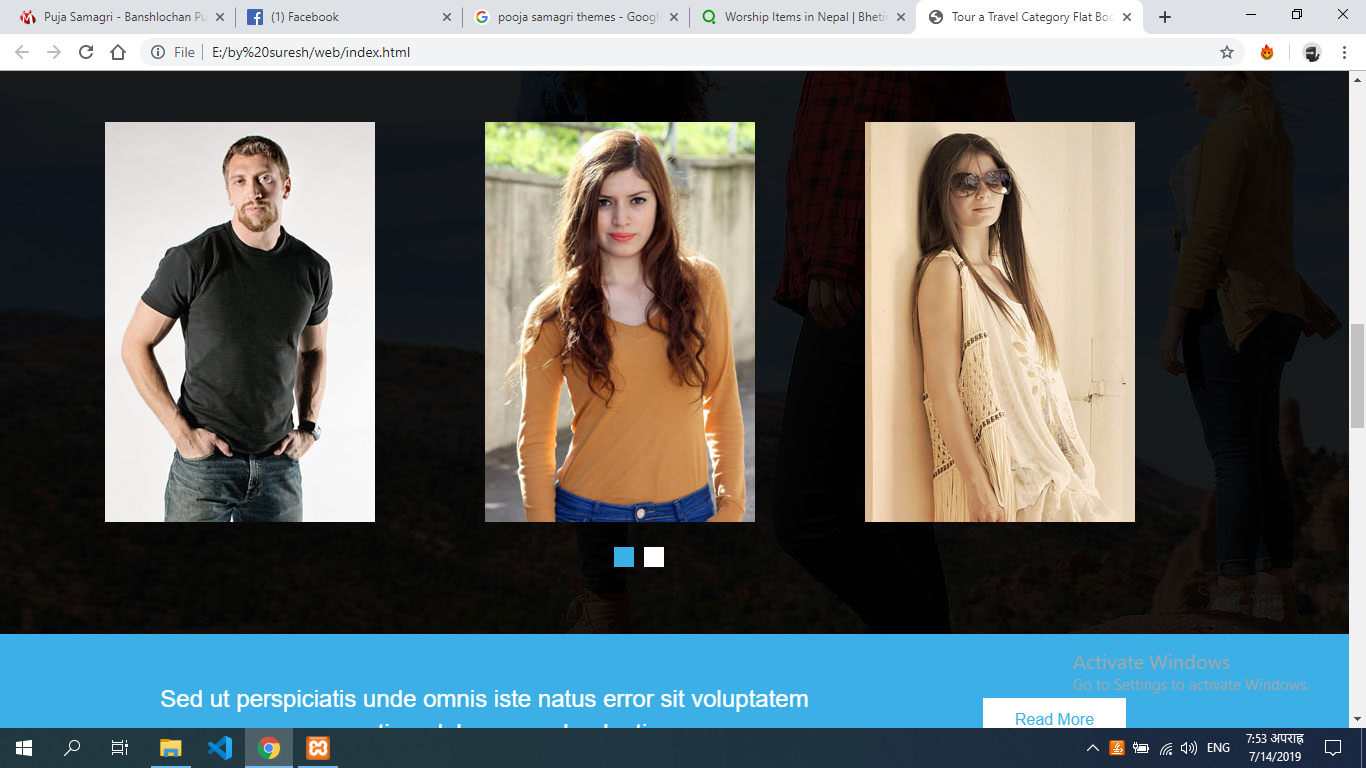 Puja Samagri - Banshlochan Pu
(1) Facebook
pooja samagri themes - Googl
Worship Items in Nepal | Bheti
Tour a Travel Category Flat Boo
File
E:/by%20suresh/web/index.html
Activate Windows
Go to Settings to activate Windows.
Sed ut perspiciatis unde omnis iste natus error sit voluptatem
Read More
ENG
7:53 अपराह्न
7/14/2019